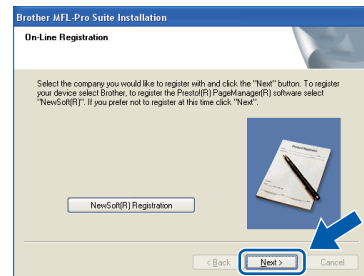 Brother MFL-Pro Suite Installation
On-Line Registration
Select the company you would like to register with and click the "Next" button. To register
your device select Brother, to register the Presto!(R) PageManager(R) software select
"NewSoft(R)". If you prefer not to register at this time click "Next".
Product Registration
NewSoft(R) Registration
< Back
Next >
Cancel